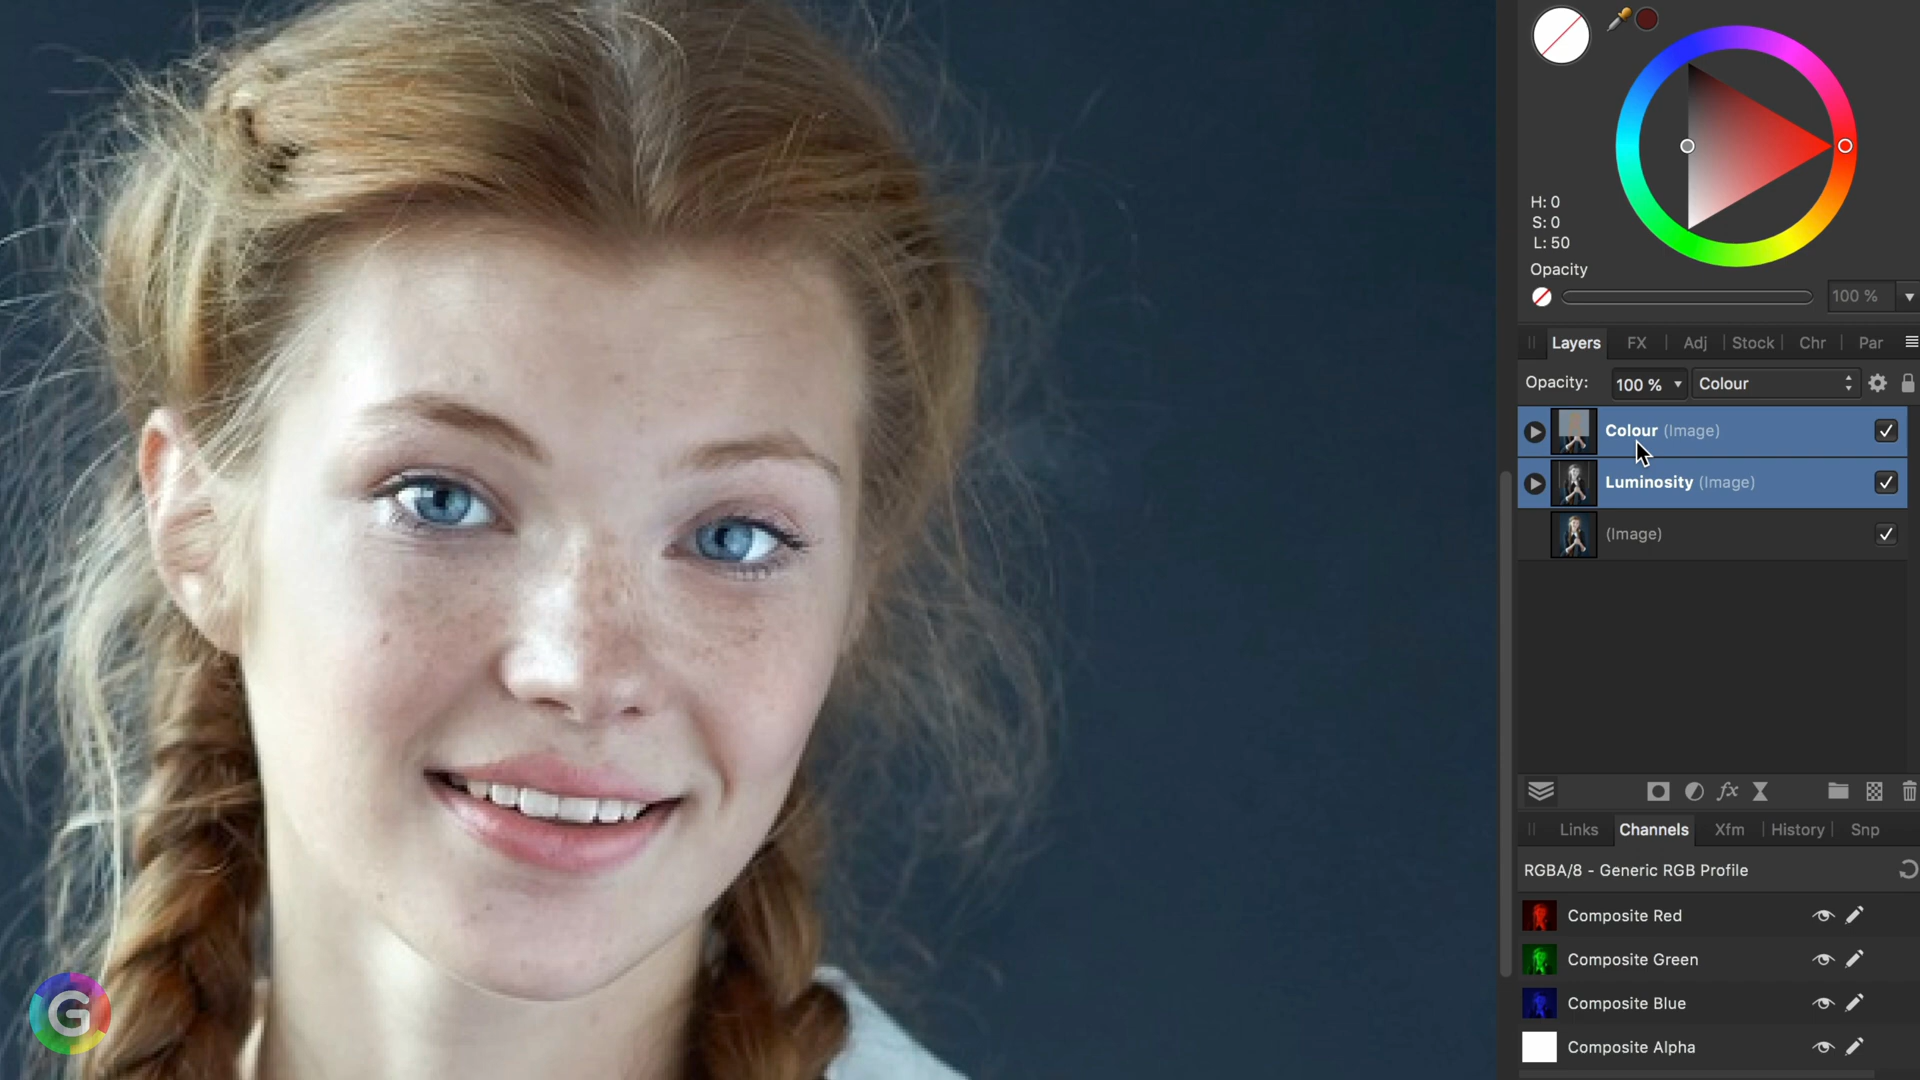 H: 0
S: 0
L: 50
Opacity
100 %
Layers FX Adj Stock Chr Par
Opacity: 100 % Colour
Colour (Image)
Luminosity (Image)
(Image)
fx
Links Channels Xfm History Snp
RGBA/8 - Generic RGB Profile
Composite Red
Composite Green
Composite Blue
Composite Alpha
G